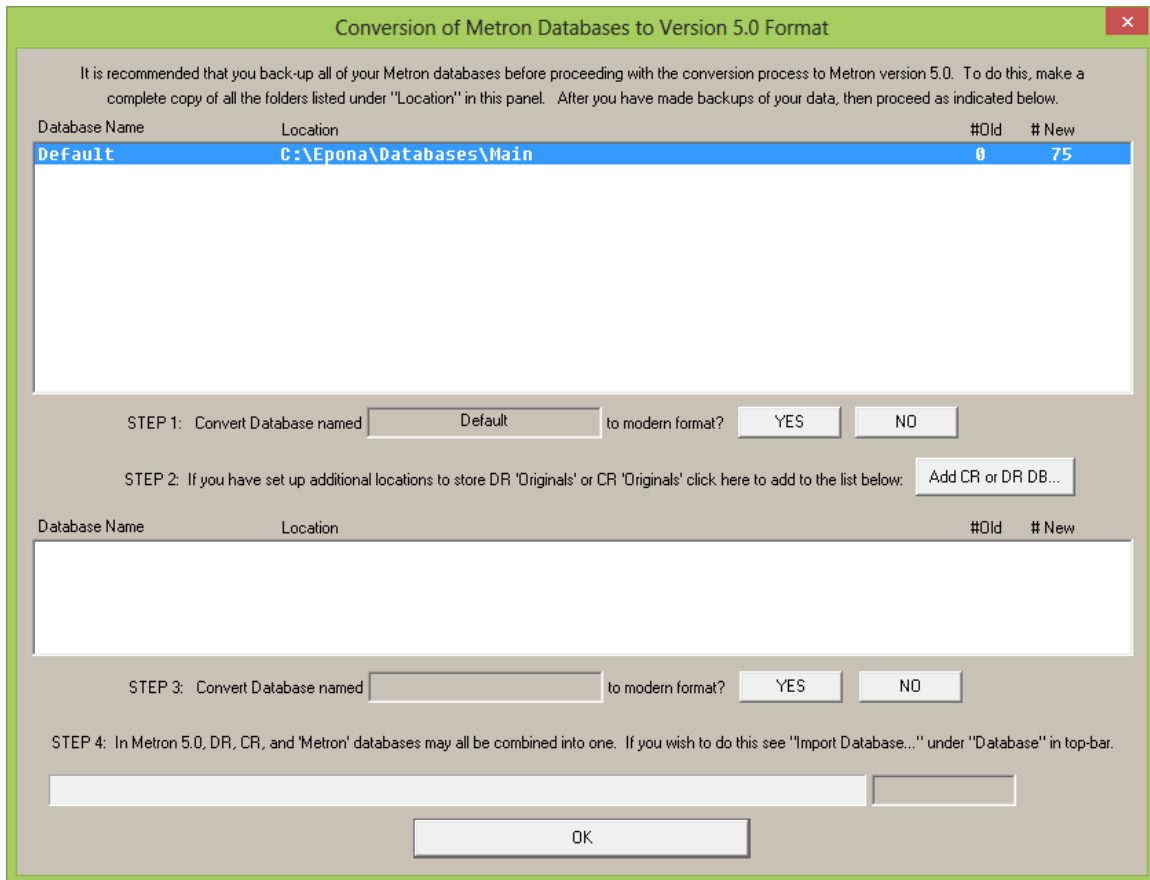 Conversion of Metron Databases to Version 5.0 Format
It is recommended that you back-up all of your Metron databases before proceeding with the conversion process to Metron version 5.0. To do this, make a
complete copy of all the folders listed under "Location" in this panel. After you have made backups of your data, then proceed as indicated below.
Database Name Location #Old # New
Default C:\Epona\Databases\Main 0 75
STEP 1: Convert Database named Default to modern format? YES NO
STEP 2: If you have set up additional locations to store DR 'Originals' or CR 'Originals' click here to add to the list below: Add CR or DR DB...
Database Name Location #Old # New
STEP 3: Convert Database named to modern format? YES NO
STEP 4: In Metron 5.0, DR, CR, and 'Metron' databases may all be combined into one. If you wish to do this see "Import Database..." under "Database" in top-bar.
OK